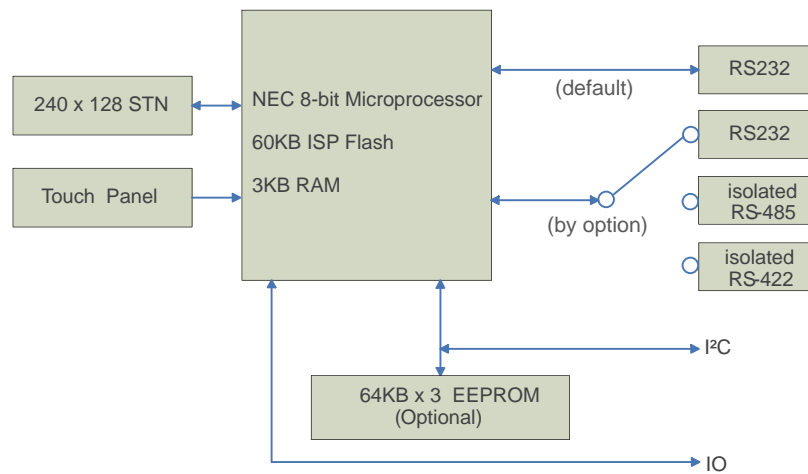 240 x 128 STN
Touch Panel
NEC 8-bit Microprocessor
60KB ISP Flash
3KB RAM
(default)
(by option)
RS232
RS232
isolated
RS-485
isolated
RS-422
I²C
64KB x 3 EEPROM
(Optional)
IO